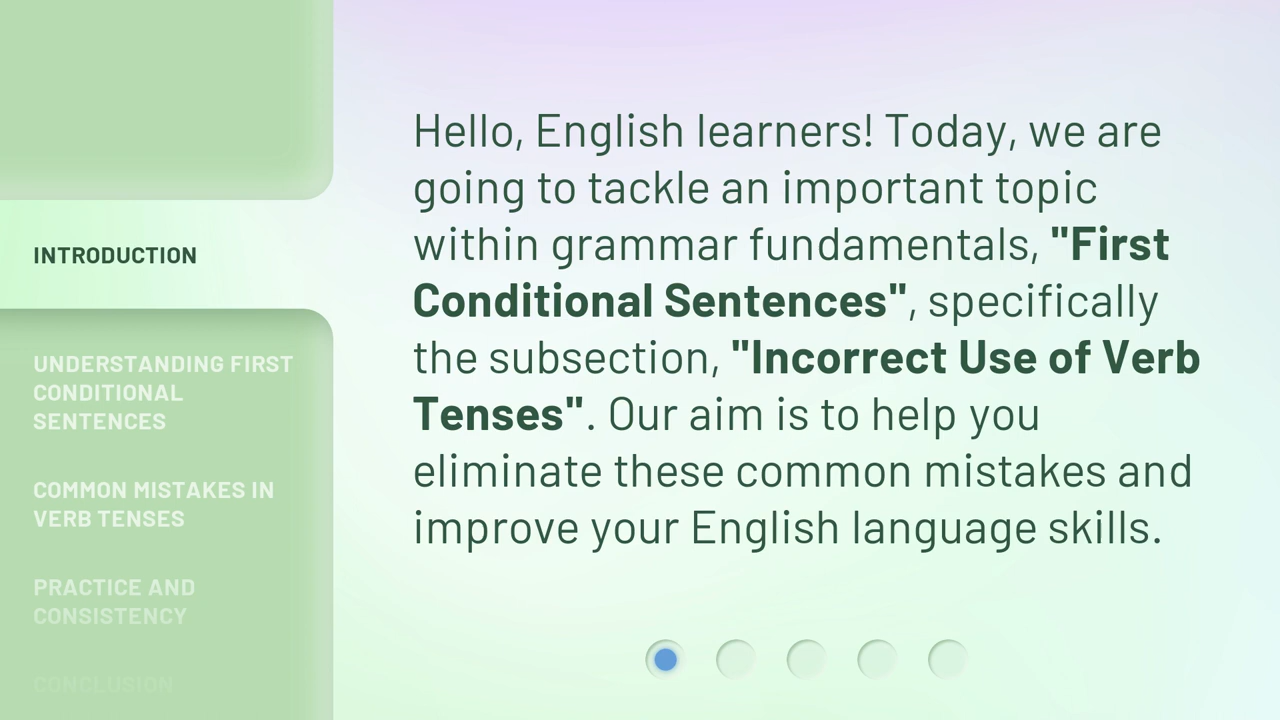 INTRODUCTION
UNDERSTANDING FIRST
CONDITIONAL
SENTENCES
COMMON MISTAKES IN
VERB TENSES
PRACTICE AND
CONSISTENCY
CONCLUSION
Hello, English learners! Today, we are
going to tackle an important topic
within grammar fundamentals, "First
Conditional Sentences", specifically
the subsection, "Incorrect Use of Verb
Tenses". Our aim is to help you
eliminate these common mistakes and
improve your English language skills.